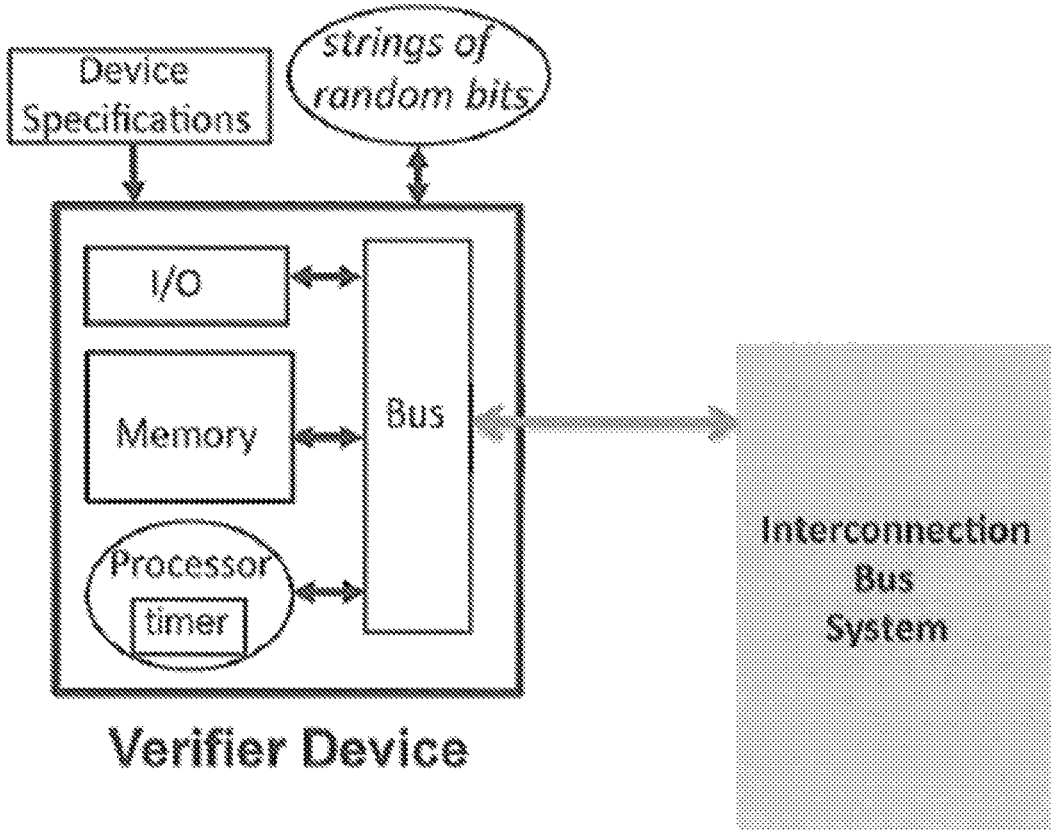 Device
Specifications
strings of
random bits
I/O
Memory
Bus
Processor
timer
Interconnection
Bus
System
Verifier Device